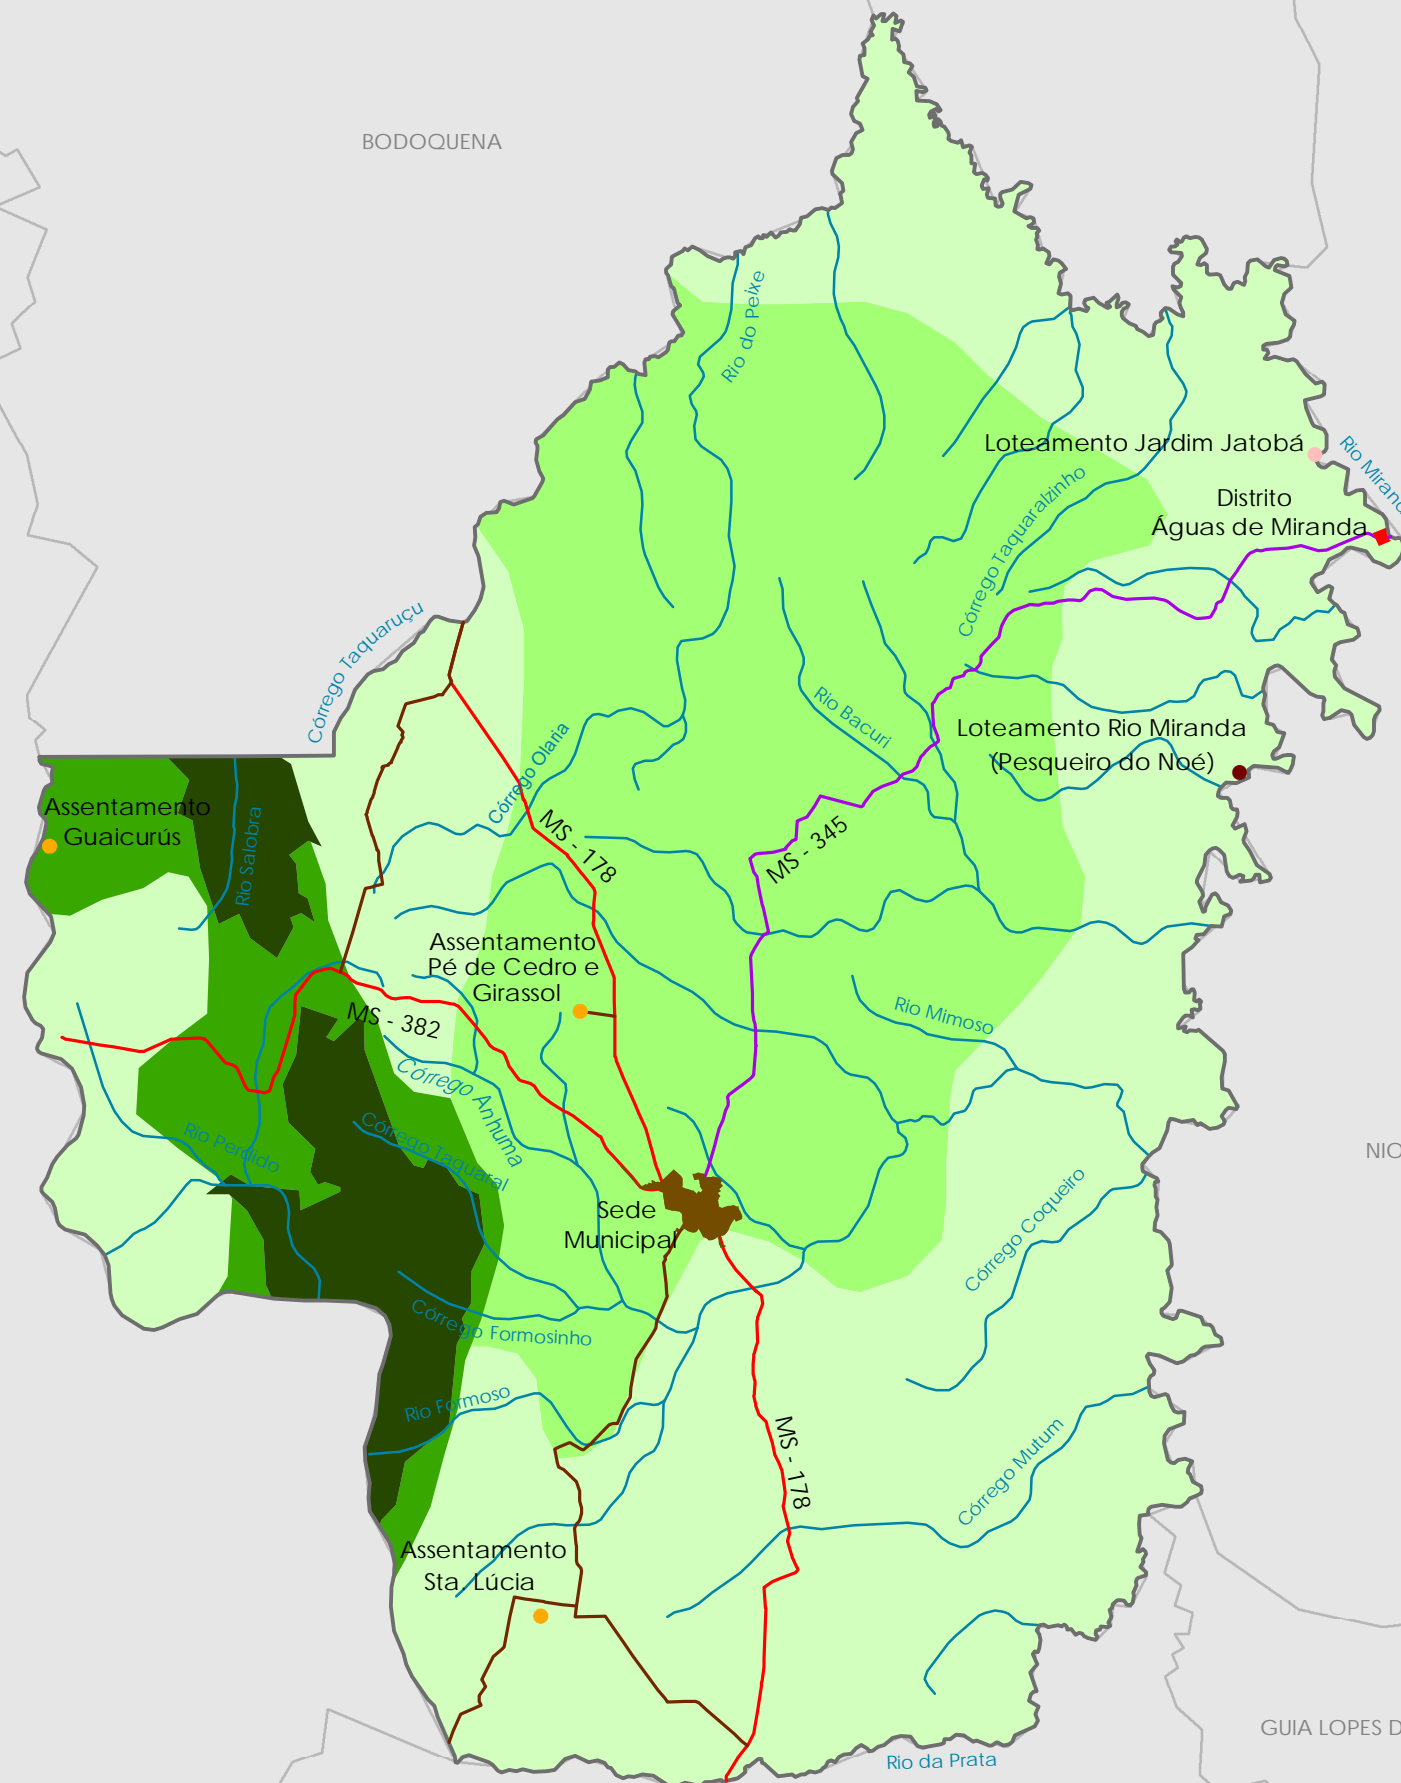 BODOQUENA
Rio do Peixe
Loteamento Jardim Jatobá
Distrito
Águas de Miranda
Córrego Taquaralzinho
Córrego Taquaruçu
Rio Bacuri
Loteamento Rio Miranda
(Pesqueiro do Noé)
Córrego Olaria
Assentamento
Guaicurús
Rio Salobra
MS - 178
MS - 345
Assentamento
Pé de Cedro e
Girassol
MS - 382
Rio Mimoso
Córrego Anhuma
Córrego Taquaral
Rio Perdido
NIO
Sede
Municipal
Córrego Coqueiro
Córrego Formosinho
Rio Formoso
MS - 178
Córrego Mutum
Assentamento
Sta. Lúcia
GUIA LOPES D
Rio da Prata